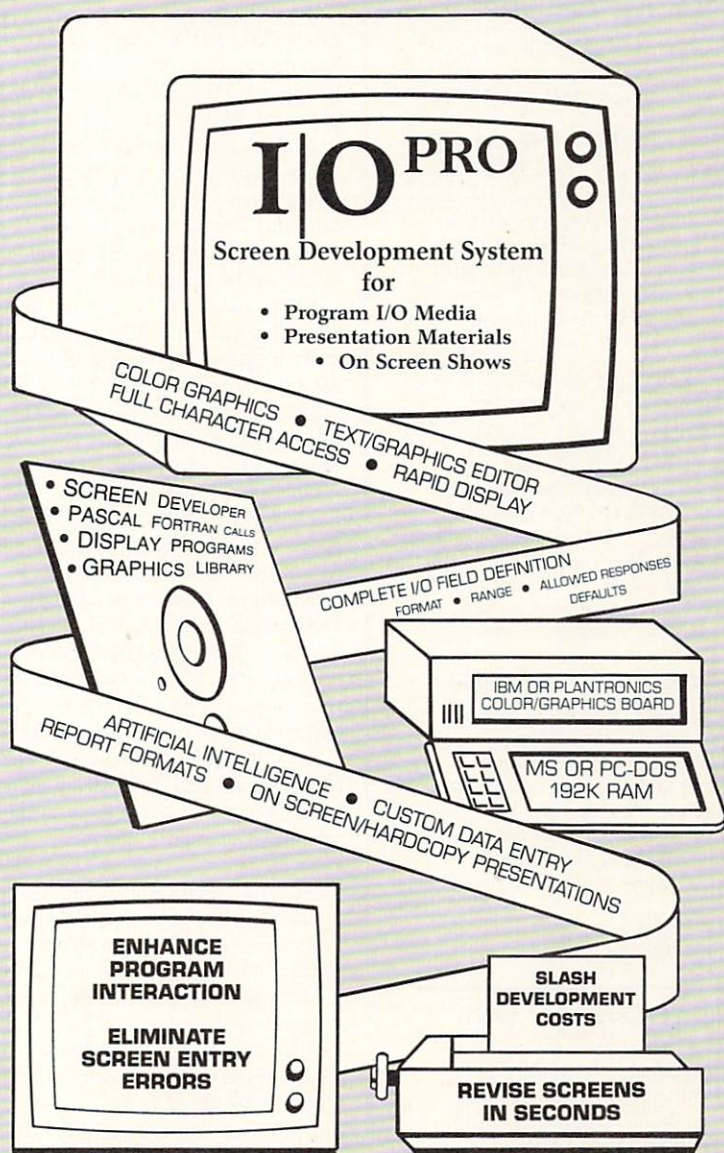 I|O PRO
Screen Development System
for
• Program I/O Media
• Presentation Materials
• On Screen Shows
COLOR GRAPHICS • TEXT/GRAPHICS EDITOR
FULL CHARACTER ACCESS • RAPID DISPLAY
• SCREEN DEVELOPER
• PASCAL FORTRAN CALLS
• DISPLAY PROGRAMS
• GRAPHICS LIBRARY
COMPLETE I/O FIELD DEFINITION
FORMAT • RANGE • ALLOWED RESPONSES
DEFAULTS
IBM OR PLANTRONICS
COLOR/GRAPHICS BOARD
MS OR PC-DOS
192K RAM
ARTIFICIAL INTELLIGENCE • CUSTOM DATA ENTRY
REPORT FORMATS • ON SCREEN/HARDCOPY PRESENTATIONS
ENHANCE
PROGRAM
INTERACTION
ELIMINATE
SCREEN ENTRY
ERRORS
SLASH
DEVELOPMENT
COSTS
REVISE SCREENS
IN SECONDS